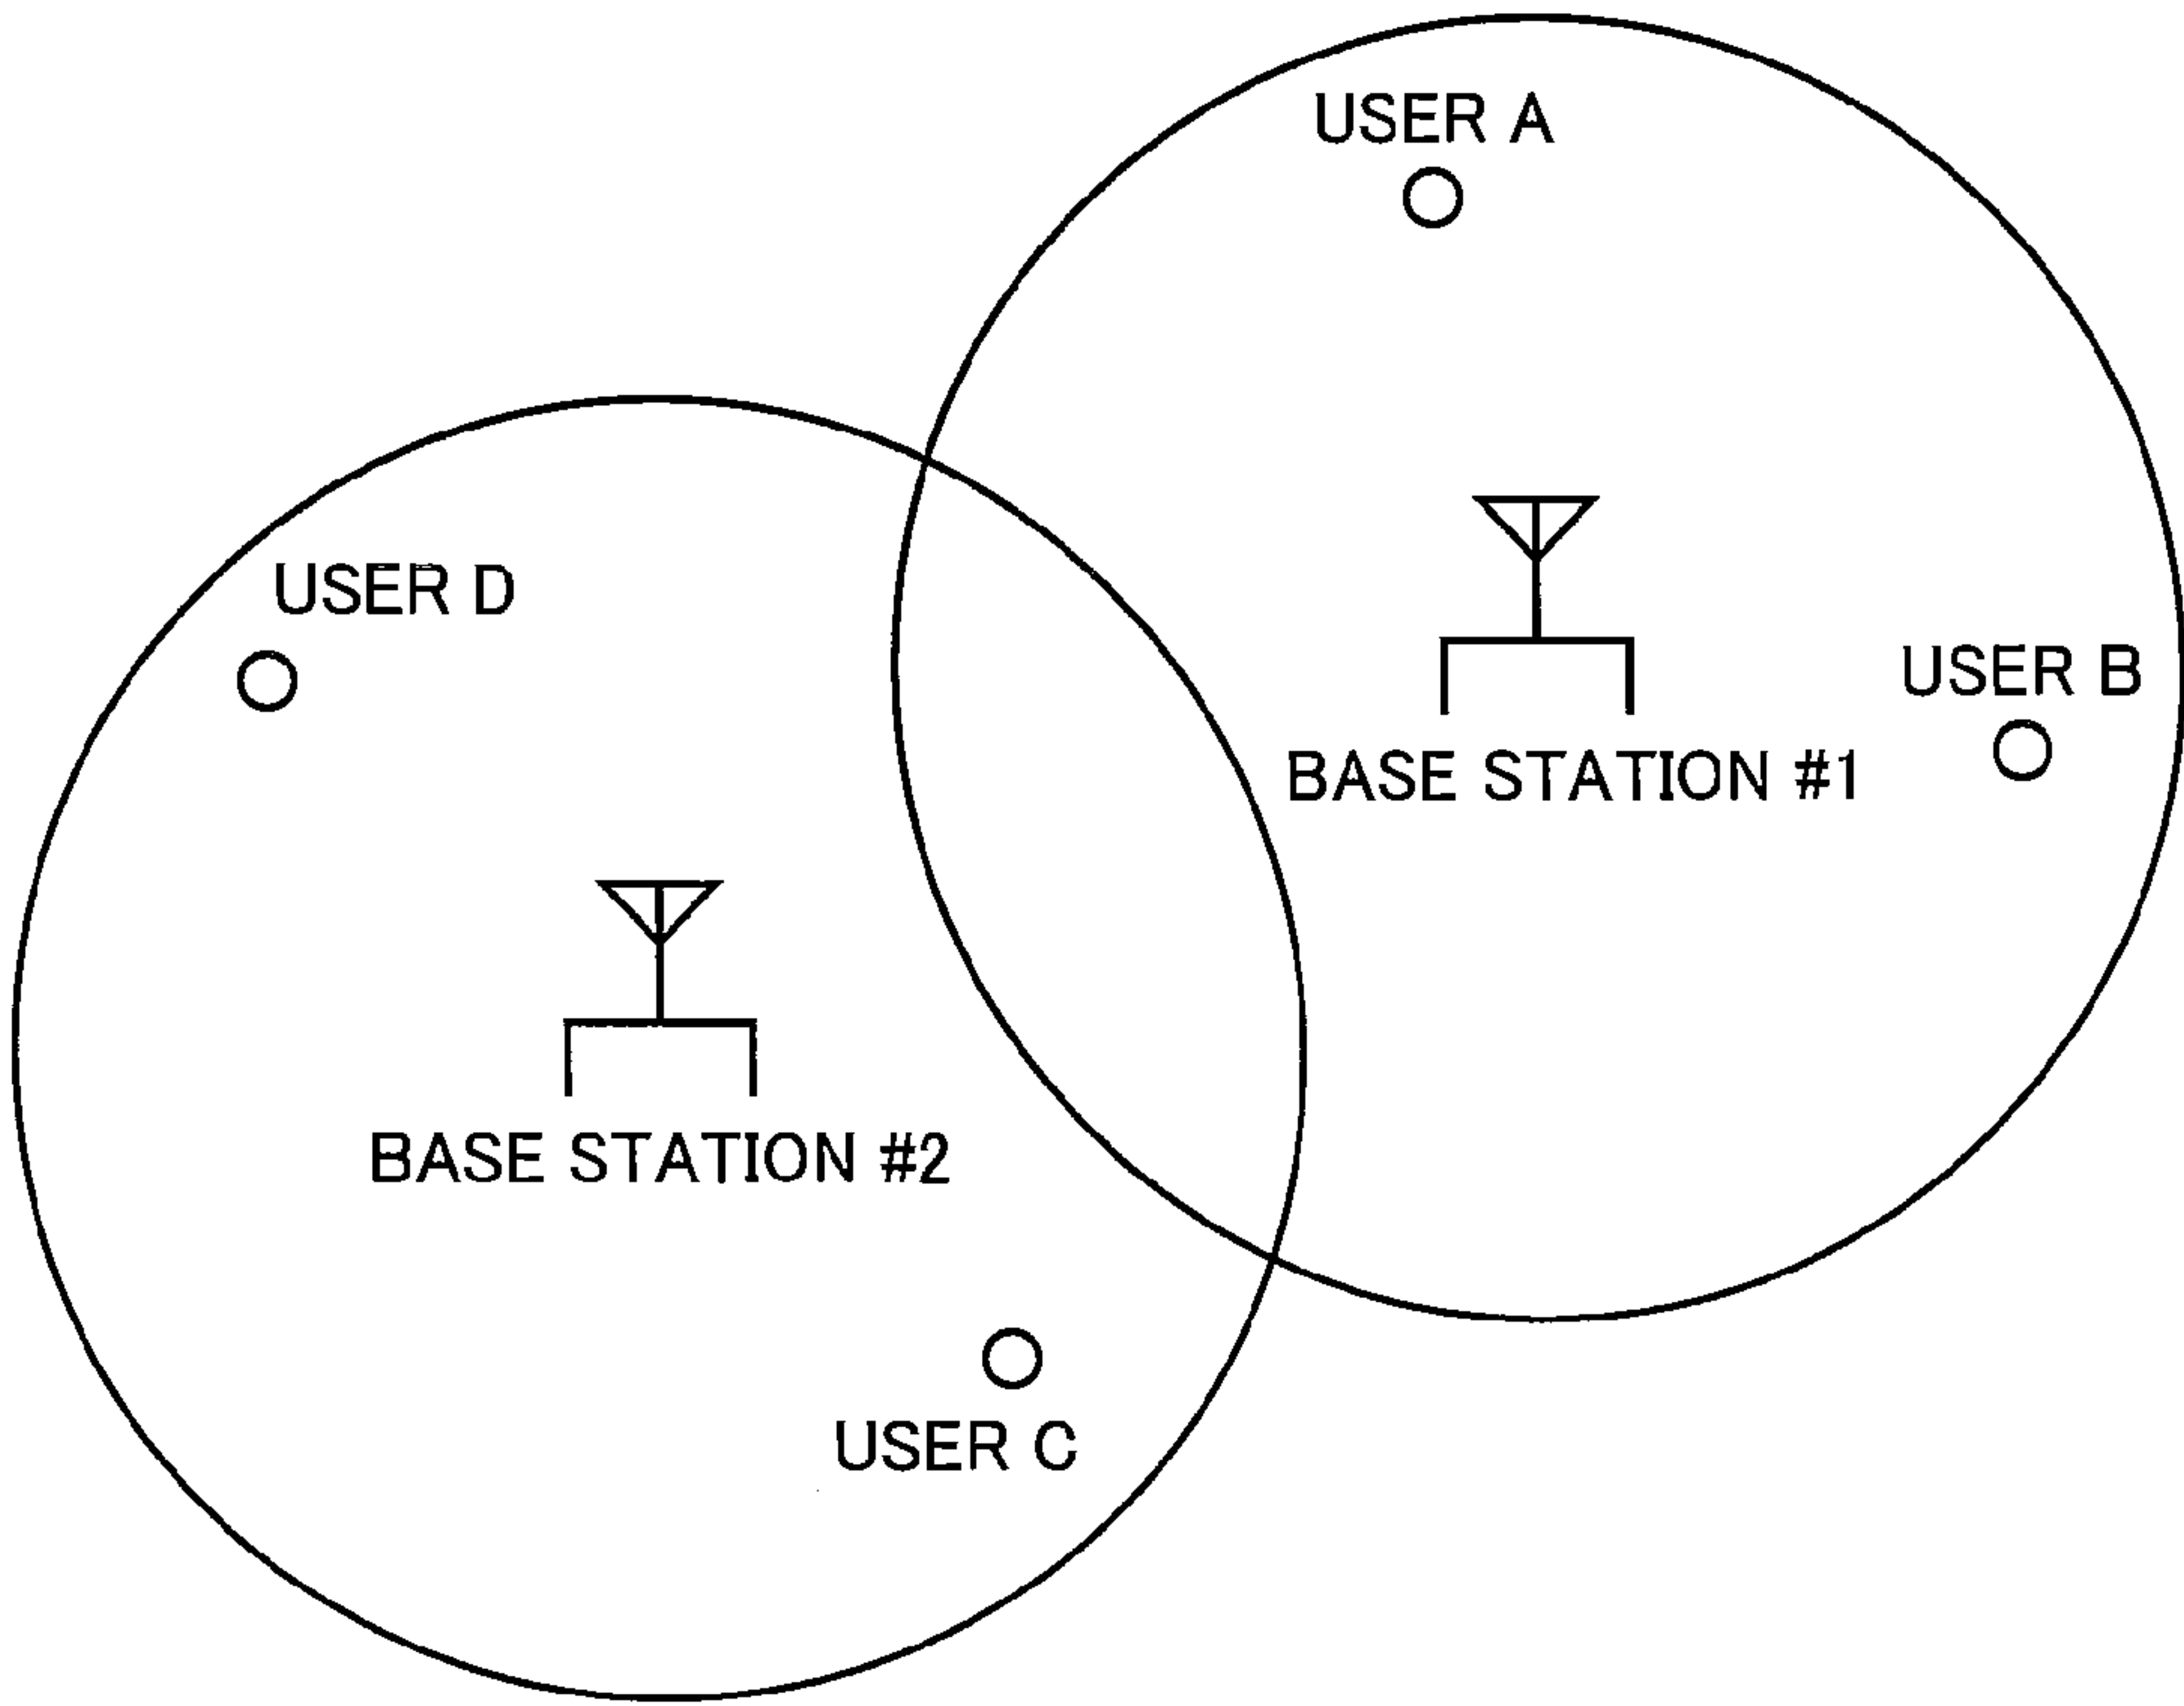 USER A
USER D
USER B
BASE STATION #1
BASE STATION #2
USER C